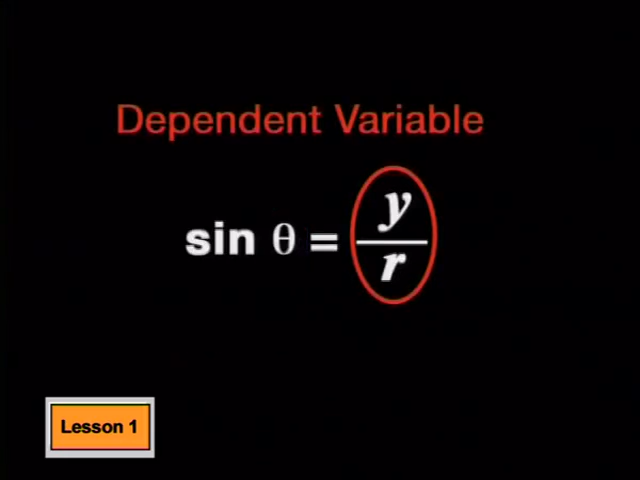 Dependent Variable
sin θ = y/r
Lesson 1